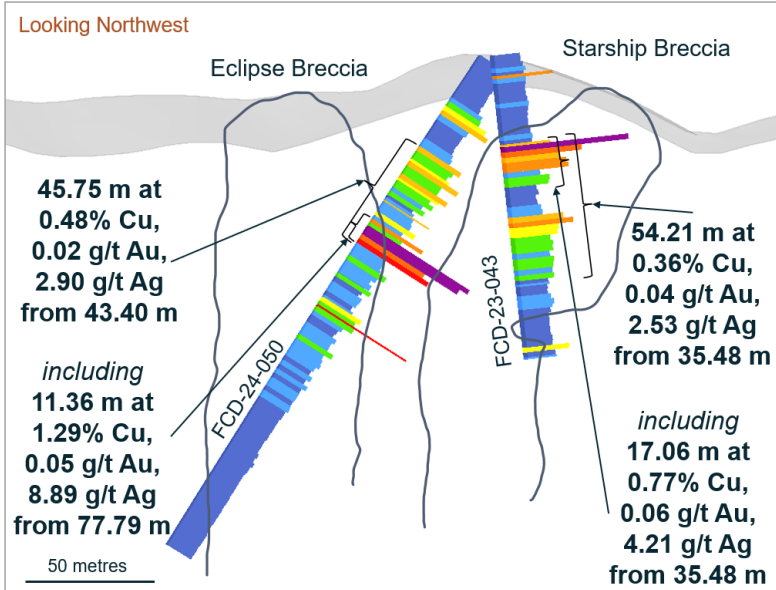 Looking Northwest
Eclipse Breccia
Starship Breccia
45.75 m at
0.48% Cu,
0.02 g/t Au,
2.90 g/t Ag
from 43.40 m
including
11.36 m at
1.29% Cu,
0.05 g/t Au,
8.89 g/t Ag
from 77.79 m
FCD-24-050
FCD-23-043
54.21 m at
0.36% Cu,
0.04 g/t Au,
2.53 g/t Ag
from 35.48 m
including
17.06 m at
0.77% Cu,
0.06 g/t Au,
4.21 g/t Ag
from 35.48 m
50 metres